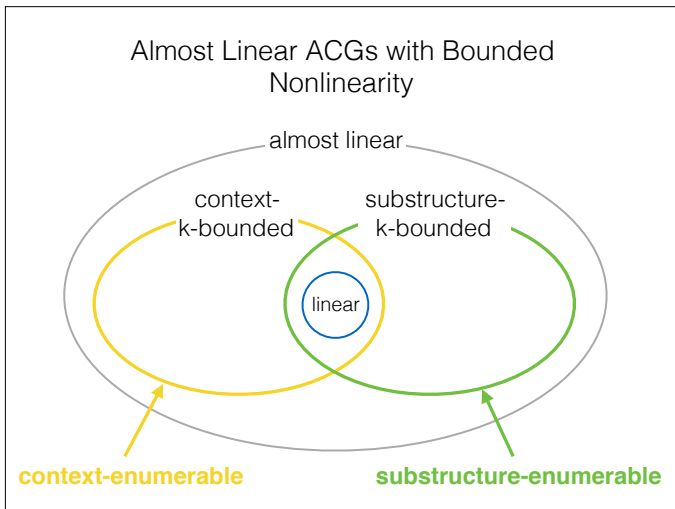 Almost Linear ACGs with Bounded
Nonlinearity
almost linear
context-
k-bounded
substructure-
k-bounded
linear
context-enumerable
substructure-enumerable